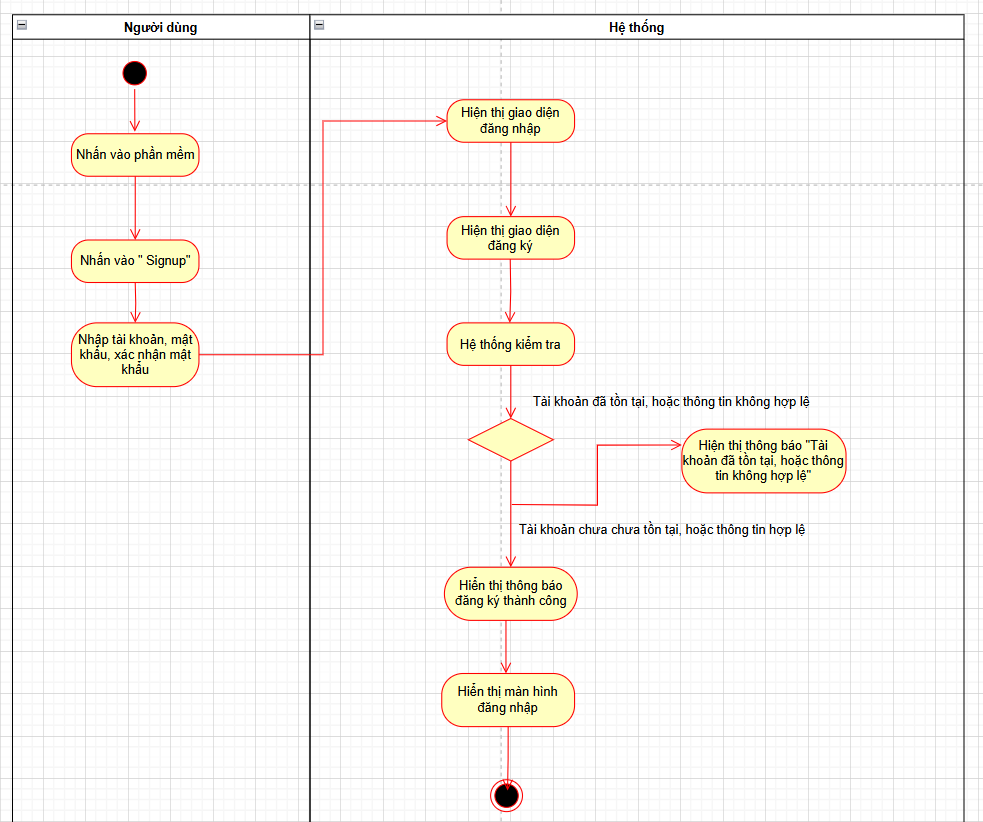 Người dùng
Hệ thống
Nhấn vào phần mềm
Nhấn vào " Signup"
Nhập tài khoản, mật
khẩu, xác nhận mật
khẩu
Hiện thị giao diện
đăng nhập
Hiện thị giao diện
đăng ký
Hệ thống kiểm tra
Tài khoản đã tồn tại, hoặc thông tin không hợp lệ
Hiện thị thông báo "Tài
khoản đã tồn tại, hoặc thông
tin không hợp lệ"
Tài khoản chưa chưa tồn tại, hoặc thông tin hợp lệ
Hiển thị thông báo
đăng ký thành công
Hiển thị màn hình
đăng nhập